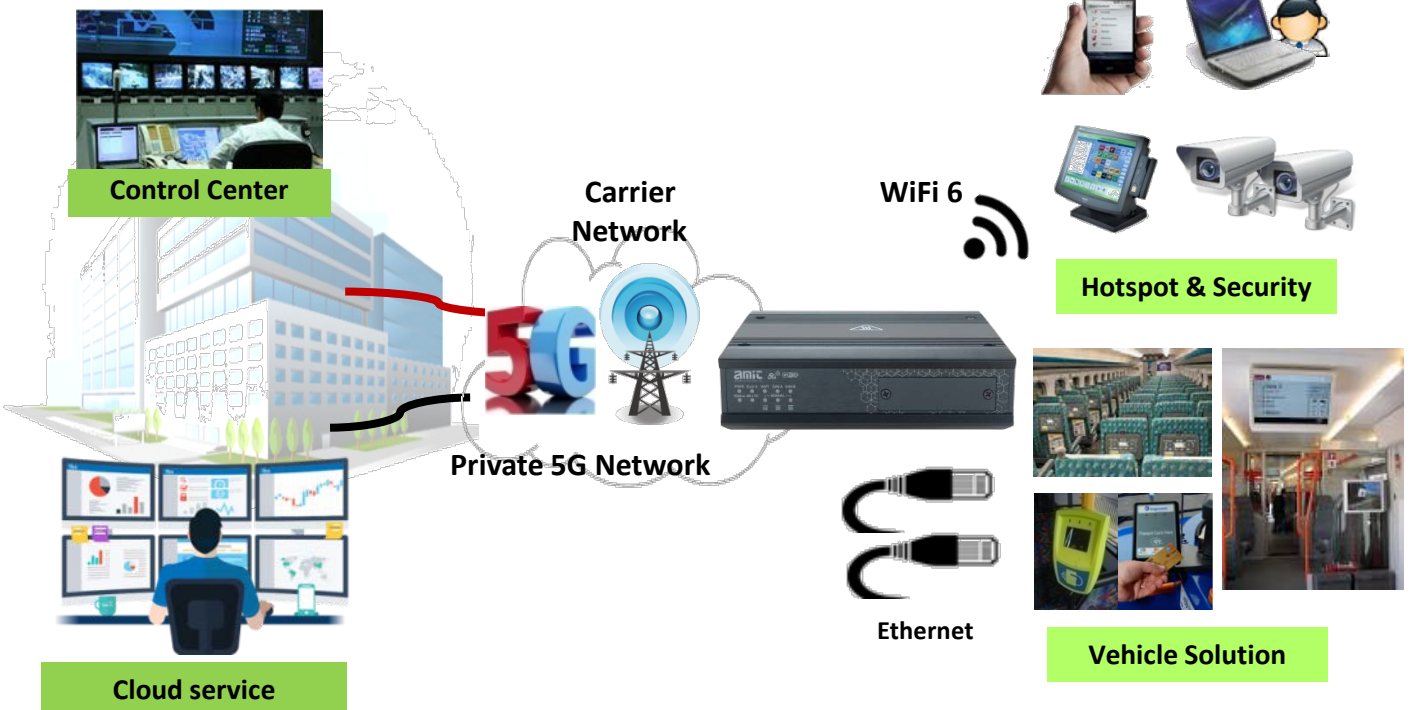 Control Center
Carrier
Network
WiFi 6
Hotspot & Security
5G
amit
Private 5G Network
Ethernet
Vehicle Solution
Cloud service